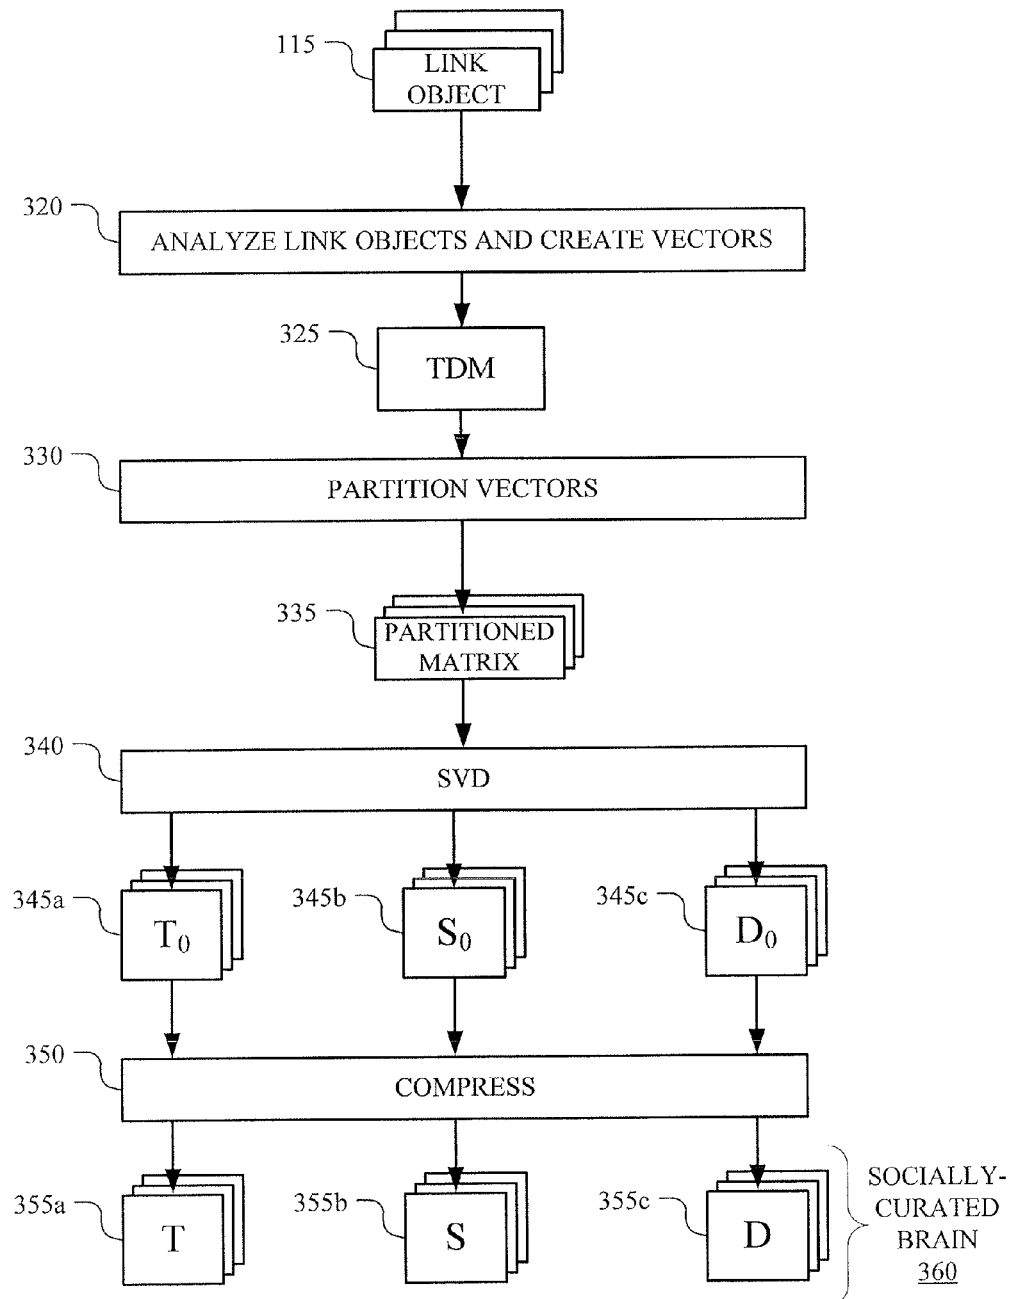 115
LINK
OBJECT
320
ANALYZE LINK OBJECTS AND CREATE VECTORS
325
TDM
330
PARTITION VECTORS
335
PARTITIONED
MATRIX
340
SVD
345a
T0
345b
S0
345c
D0
350
COMPRESS
355a
T
355b
S
355c
D
SOCIALLY-
CURATED
BRAIN
360